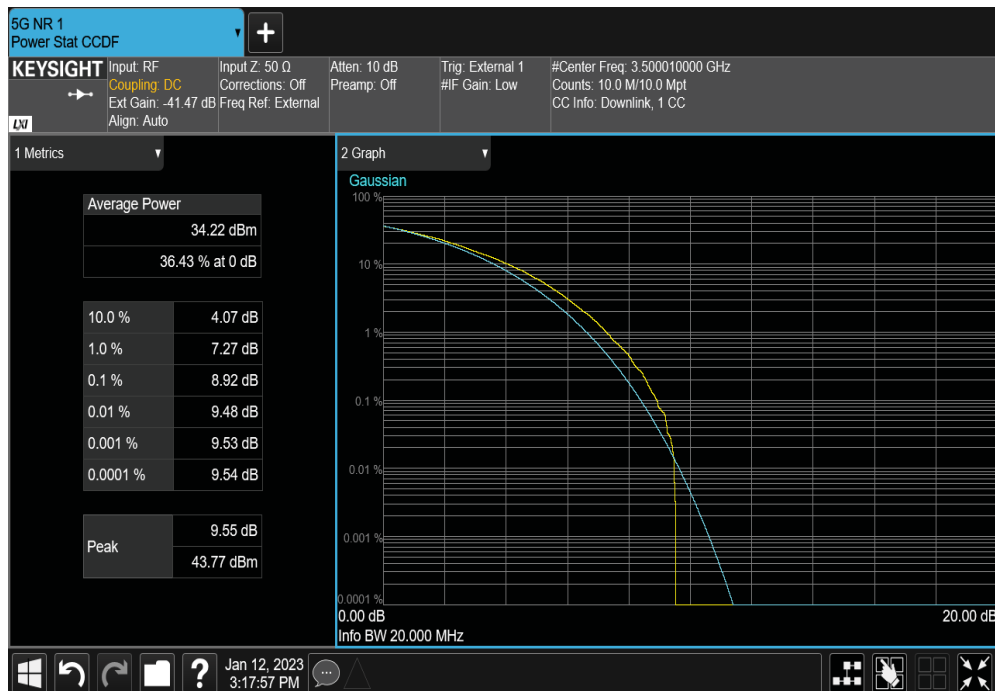 5G NR 1
Power Stat CCDF
+
KEYSIGHT
LXI
Input: RF
Coupling: DC
Ext Gain: -41.47 dB
Align: Auto
Input Z: 50 Ω
Corrections: Off
Freq Ref: External
Atten: 10 dB
Preamp: Off
Trig: External 1
#IF Gain: Low
#Center Freq: 3.500010000 GHz
Counts: 10.0 M/10.0 Mpt
CC Info: Downlink, 1 CC
1 Metrics
Average Power
34.22 dBm
36.43 % at 0 dB
10.0 % 4.07 dB
1.0 % 7.27 dB
0.1 % 8.92 dB
0.01 % 9.48 dB
0.001 % 9.53 dB
0.0001 % 9.54 dB
Peak
9.55 dB
43.77 dBm
2 Graph
Gaussian
100 %
10 %
1 %
0.1 %
0.01 %
0.001 %
0.0001 %
0.00 dB 20.00 dB
Info BW 20.000 MHz
?
Jan 12, 2023
3:17:57 PM